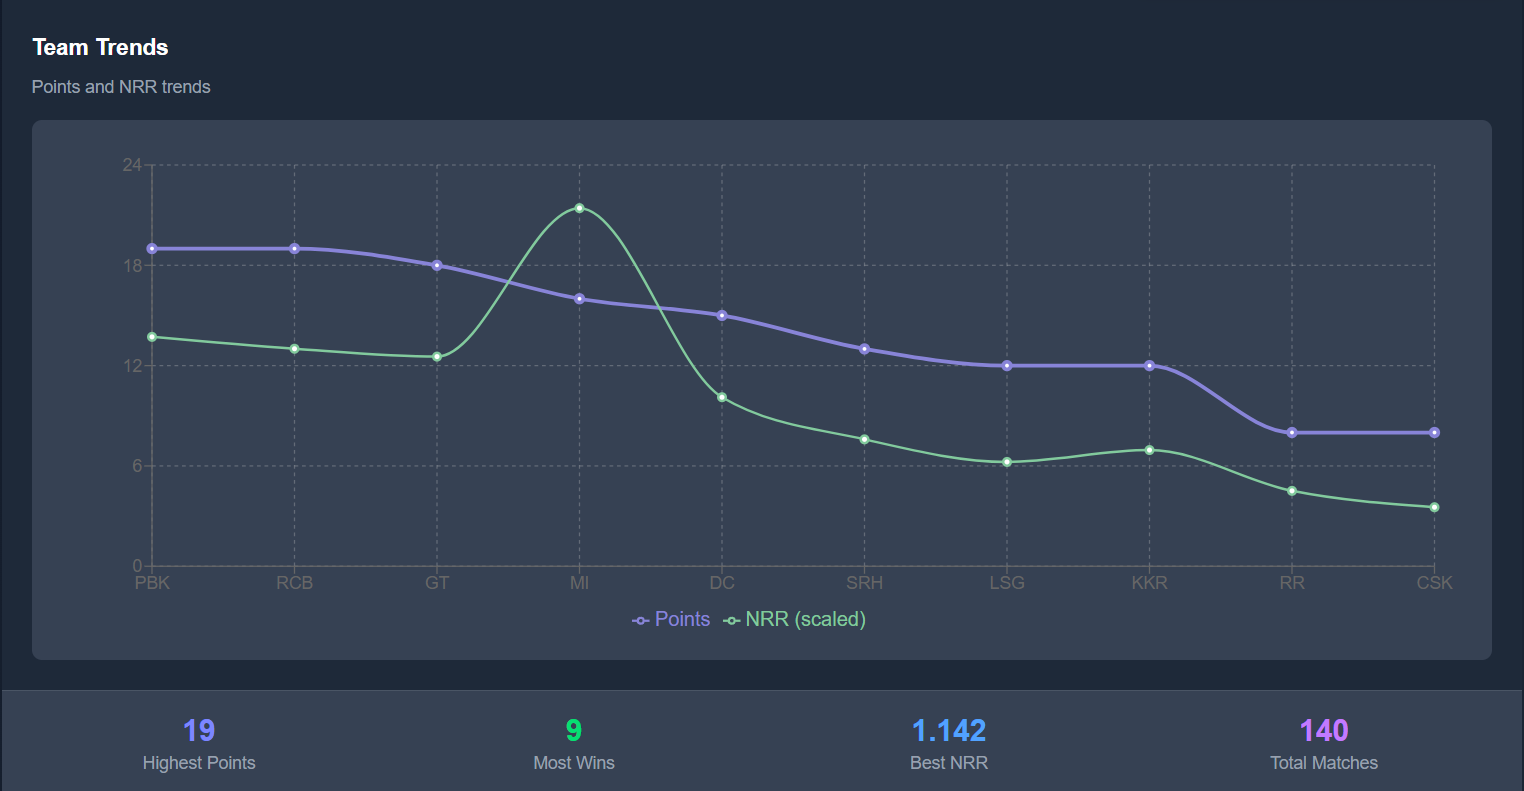 Team Trends
Points and NRR trends
24
18
12
6
0
PBK RCB GT MI DC SRH LSG KKR RR CSK
Points NRR (scaled)
19 9 1.142 140
Highest Points Most Wins Best NRR Total Matches